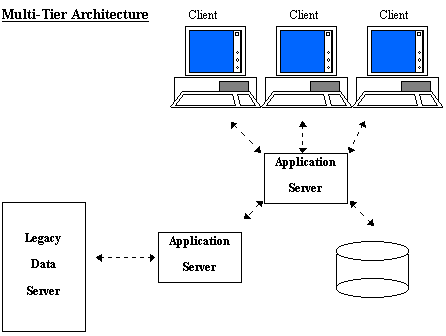 Multi-Tier Architecture
Client
Client
Client
Application
Server
Application
Server
Legacy
Data
Server